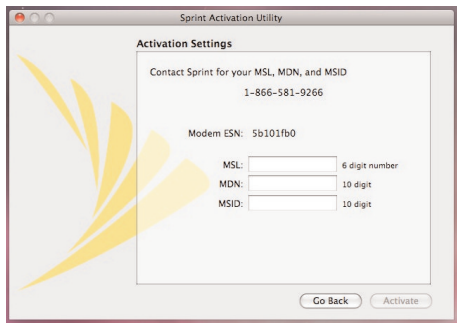 Sprint Activation Utility
Activation Settings
Contact Sprint for your MSL, MDN, and MSID
1-866-581-9266
Modem ESN: 5b101fb0
MSL: 6 digit number
MDN: 10 digit
MSID: 10 digit
Go Back Activate